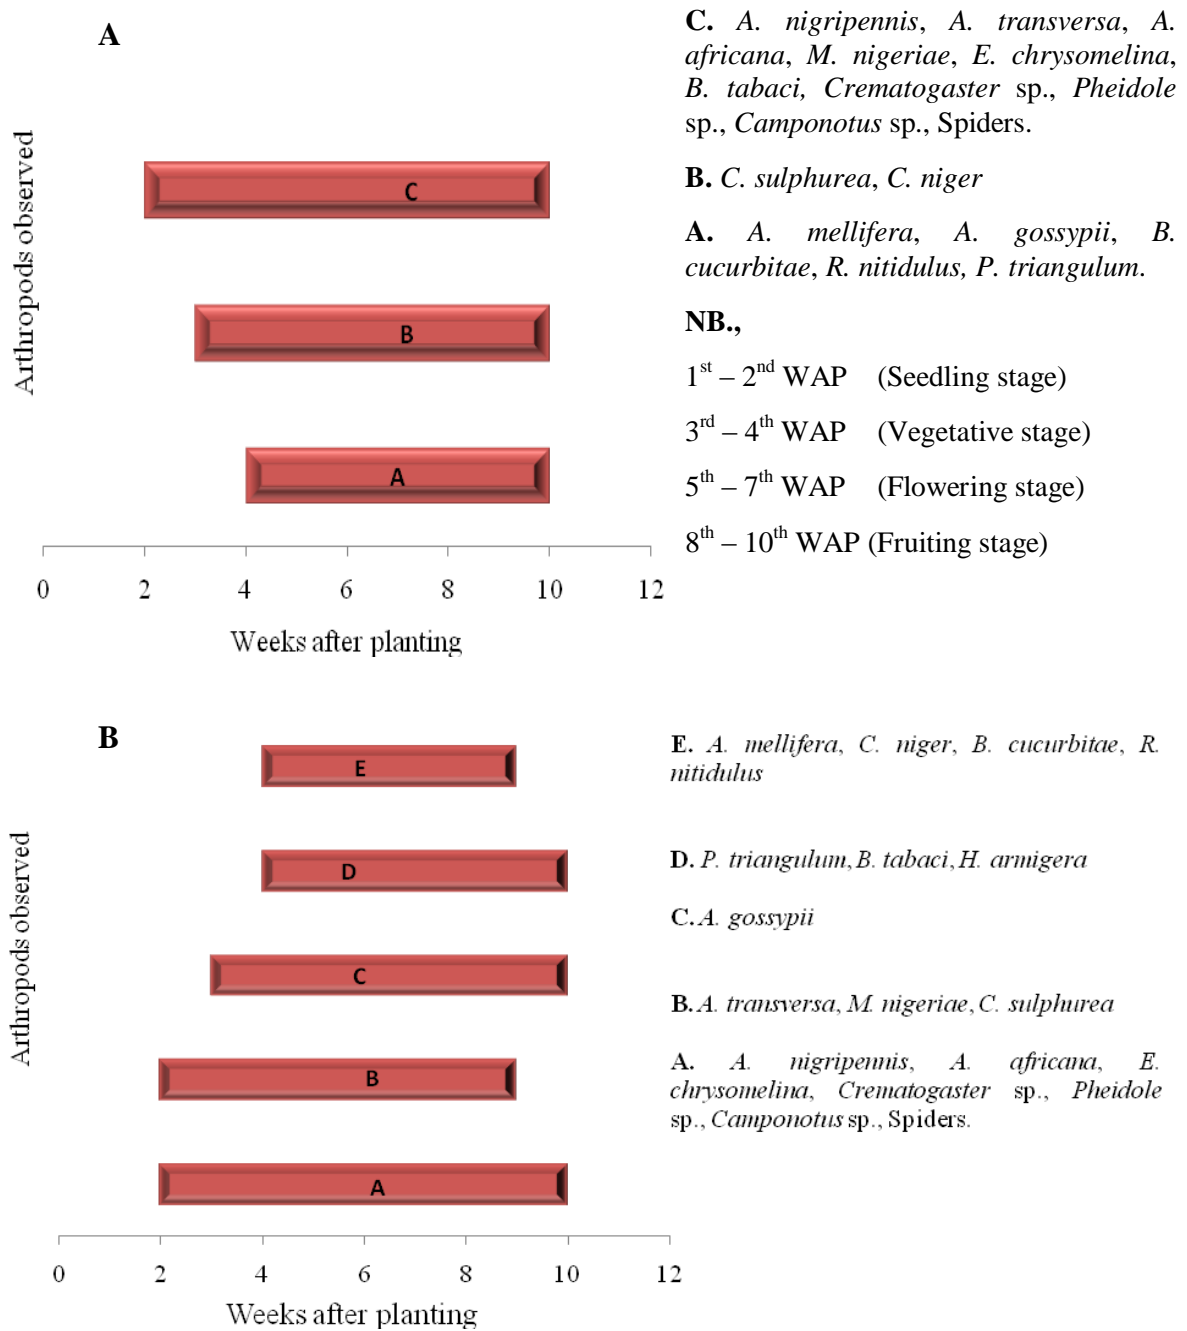 A
C. A. nigripennis, A. transversa, A.
africana, M. nigeriae, E. chrysomelina,
B. tabaci, Crematogaster sp., Pheidole
sp., Camponotus sp., Spiders.
B. C. sulphurea, C. niger
A. A. mellifera, A. gossypii, B.
cucurbitae, R. nitidulus, P. triangulum.
NB.,
1st – 2nd WAP (Seedling stage)
3rd – 4th WAP (Vegetative stage)
5th – 7th WAP (Flowering stage)
8th – 10th WAP (Fruiting stage)
Arthropods observed
C
B
A
0 2 4 6 8 10 12
Weeks after planting
B
E. A. mellifera, C. niger, B. cucurbitae, R.
nitidulus
D. P. triangulum, B. tabaci, H. armigera
C. A. gossypii
B. A. transversa, M. nigeriae, C. sulphurea
A. A. nigripennis, A. africana, E.
chrysomelina, Crematogaster sp., Pheidole
sp., Camponotus sp., Spiders.
Arthropods observed
E
D
C
B
A
0 2 4 6 8 10 12
Weeks after planting